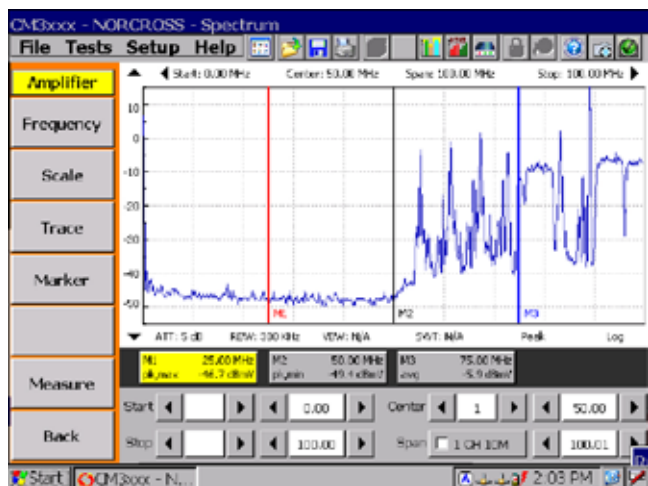 CM3xxx - NORCROSS - Spectrum
File Tests Setup Help
Amplifier
Start: 0.00 MHz Center: 50.00 MHz Span: 100.00 MHz Stop: 100.00 MHz
Frequency
Scale
Trace
Marker
Measure
Back
10
0
-10
-20
-30
-40
-50
M1 M2 M3
ATT: 5 dB RBW: 300 KHz VBW: N/A SWT: N/A Peak Log
M1 25.00 MHz M2 50.00 MHz M3 75.00 MHz
pk,max -46.7 dBmV pk,min -49.4 dBmV avg -5.9 dBmV
Start 0.00 Center 1 50.00
Stop 100.00 Span 1 CH 10M 100.01
Start CM3xxx - N... 2:03 PM